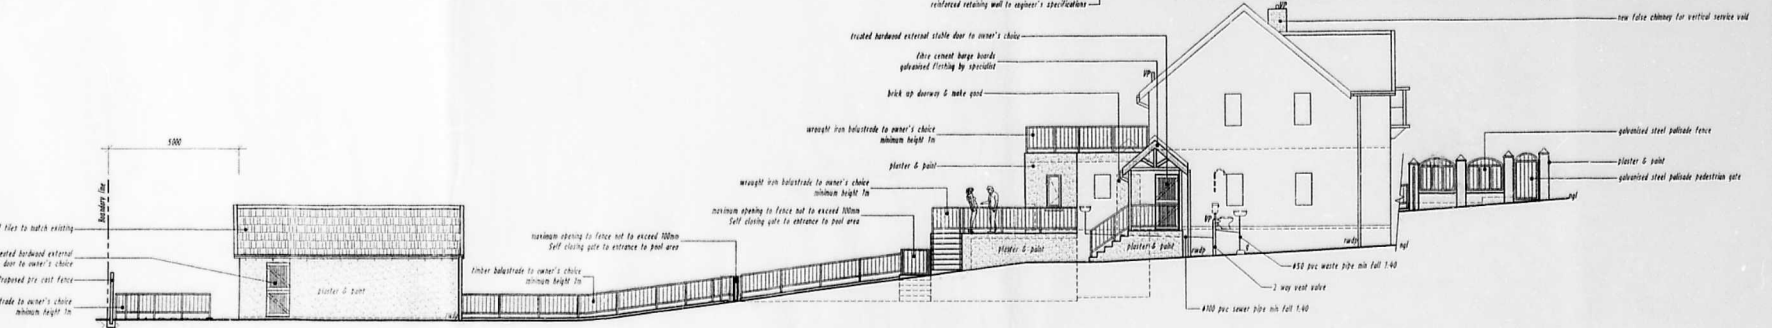 reinforced retaining wall to engineer's specifications
VP
new false chimney for vertical service void
treated hardwood external stable door to owner's choice
fibre cement barge boards
galvanised flashing by specialist
VP
brick up doorway & make good
wrought iron balustrade to owner's choice
minimum height 1m
plaster & paint
galvanised steel palisade fence
plaster & paint
galvanised steel palisade pedestrian gate
ngl
5000
Boundary line
wrought iron balustrade to owner's choice
minimum height 1m
maximum opening to fence not to exceed 100mm
Self closing gate to entrance to pool area
VP
tiles to match existing
maximum opening to fence not to exceed 100mm
Self closing gate to entrance to pool area
plaster & paint
plaster & paint
rwdp
rwdp
ngl
treated hardwood external
door to owner's choice
Proposed pre cast fence
timber balustrade to owner's choice
minimum height 1m
plaster & paint
ø50 pvc waste pipe min fall 1:40
2 way vent valve
ø100 pvc sewer pipe min fall 1:40
to owner's choice
minimum height 1m
rwdp